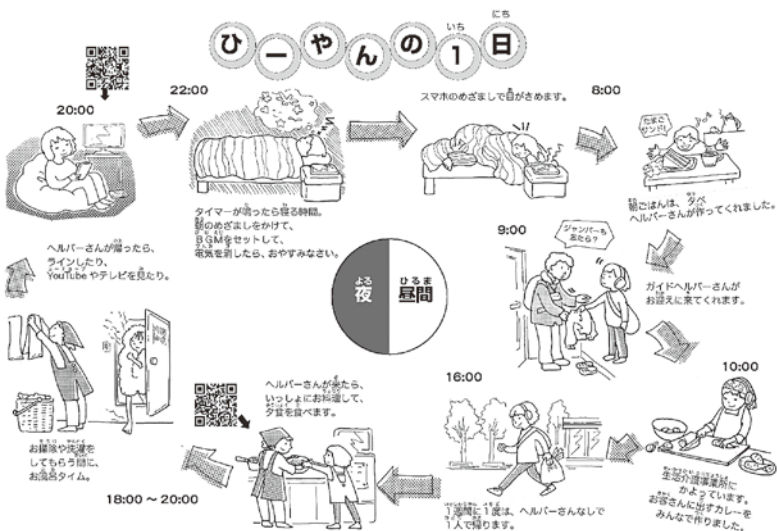 ひーやんの1日
いち にち
20:00
ヘルパーさんが帰ったら、
ラインしたり、
YouTubeやテレビを見たり。
22:00
タイマーが鳴ったら寝る時間。
朝のめざましをかけて、
BGMをセットして、
電気を消したら、おやすみなさい。
スマホのめざましで目がさめます。
8:00
たまご
サンド!
朝ごはんは、夕べ
ヘルパーさんが作ってくれました。
9:00
ジャンパーも
着たら?
ガイドヘルパーさんが
お迎えに来てくれます。
10:00
生活介護事業所に
かよっています。
お客さんに出すカレーを
みんなで作りました。
16:00
1週間に1度は、ヘルパーさんなしで
1人で帰ります。
ヘルパーさんが来たら、
いっしょにお料理して、
夕食を食べます。
お掃除や洗濯を
してもらう間に、
お風呂タイム。
18:00~20:00
よる
夜
ひるま
昼間